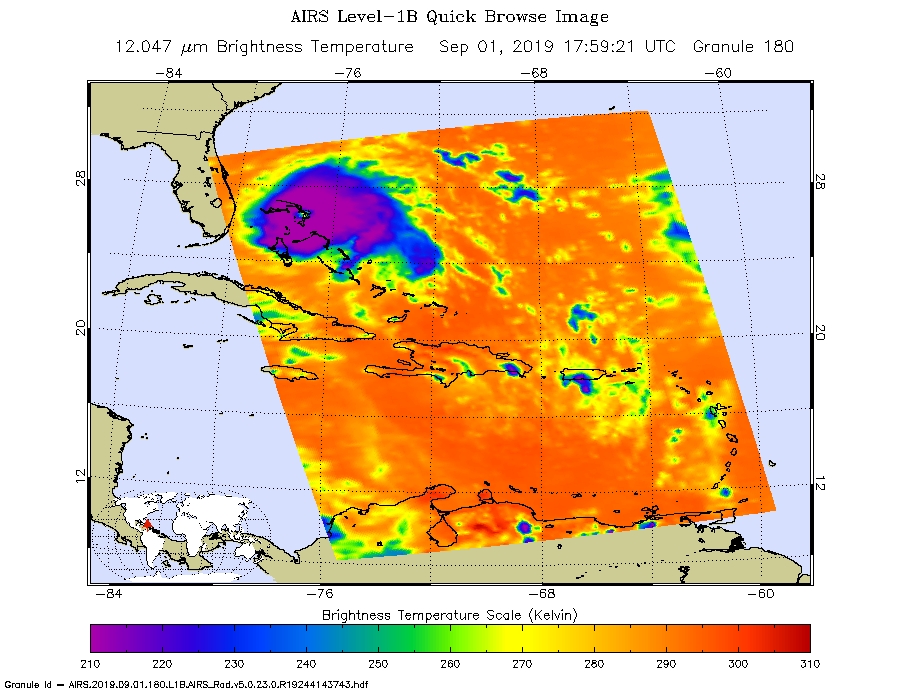 AIRS Level-1B Quick Browse Image
12.047 μm Brightness Temperature Sep 01, 2019 17:59:21 UTC Granule 180
-84 -76 -68 -60
28 28
20 20
12 12
-84 -76 -68 -60
Brightness Temperature Scale (Kelvin)
210 220 230 240 250 260 270 280 290 300 310
Granule Id - AIRS.2019.09.01.180.L1B.AIRS_Rad.v5.0.23.0.R19244143743.hdf